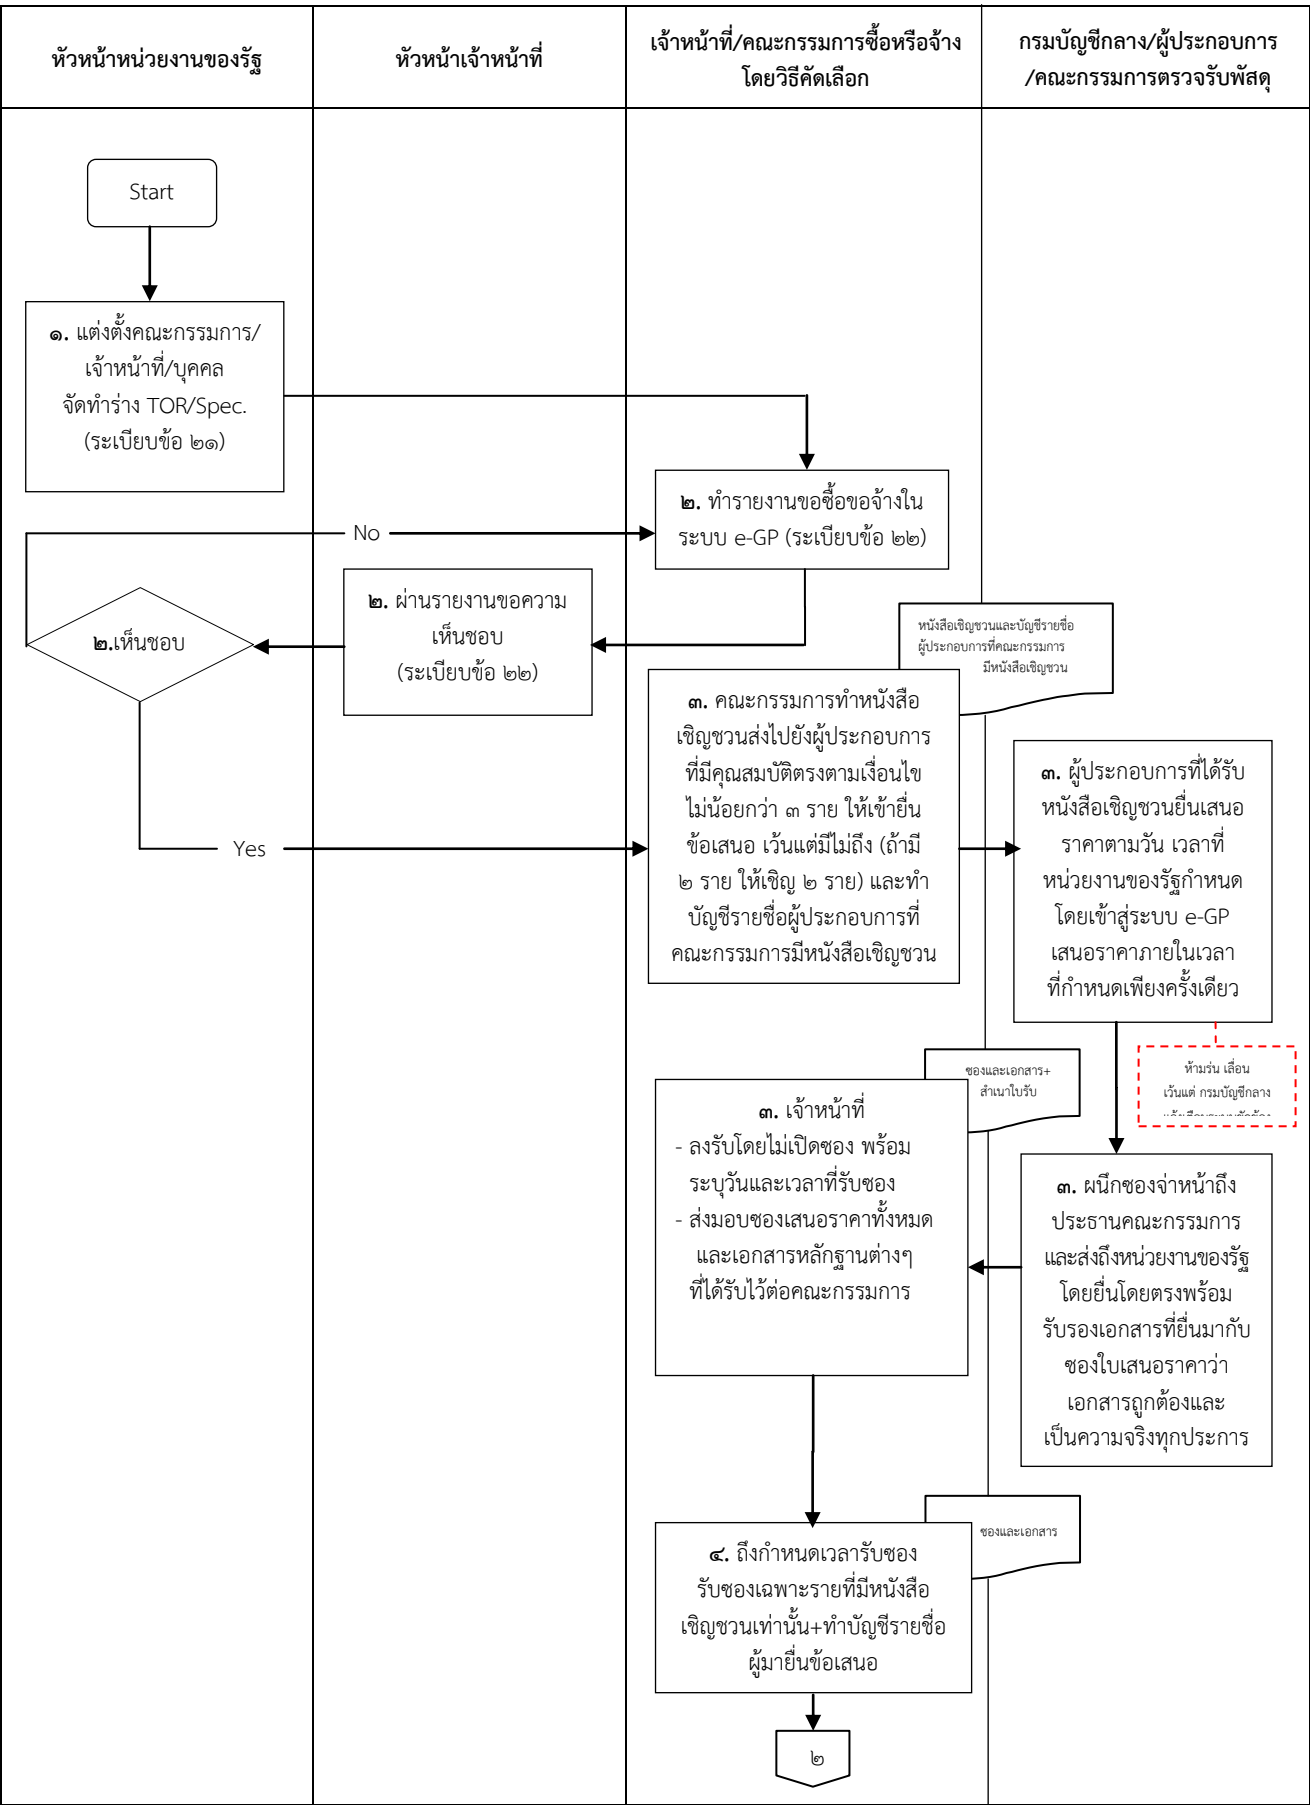 หัวหน้าหน่วยงานของรัฐ
หัวหน้าเจ้าหน้าที่
เจ้าหน้าที่/คณะกรรมการซื้อหรือจ้าง
โดยวิธีคัดเลือก
กรมบัญชีกลาง/ผู้ประกอบการ
/คณะกรรมการตรวจรับพัสดุ
Start
๑. แต่งตั้งคณะกรรมการ/
เจ้าหน้าที่/บุคคล
จัดทำร่าง TOR/Spec.
(ระเบียบข้อ ๒๑)
๒. ทำรายงานขอซื้อขอจ้างใน
ระบบ e-GP (ระเบียบข้อ ๒๒)
No
๒. ผ่านรายงานขอความ
เห็นชอบ
(ระเบียบข้อ ๒๒)
๒.เห็นชอบ
Yes
หนังสือเชิญชวนและบัญชีรายชื่อ
ผู้ประกอบการที่คณะกรรมการ
มีหนังสือเชิญชวน
๓. คณะกรรมการทำหนังสือ
เชิญชวนส่งไปยังผู้ประกอบการ
ที่มีคุณสมบัติตรงตามเงื่อนไข
ไม่น้อยกว่า ๓ ราย ให้เข้ายื่น
ข้อเสนอ เว้นแต่มีไม่ถึง (ถ้ามี
๒ ราย ให้เชิญ ๒ ราย) และทำ
บัญชีรายชื่อผู้ประกอบการที่
คณะกรรมการมีหนังสือเชิญชวน
๓. ผู้ประกอบการที่ได้รับ
หนังสือเชิญชวนยื่นเสนอ
ราคาตามวัน เวลาที่
หน่วยงานของรัฐกำหนด
โดยเข้าสู่ระบบ e-GP
เสนอราคาภายในเวลา
ที่กำหนดเพียงครั้งเดียว
ห้ามร่น เลื่อน
เว้นแต่ กรมบัญชีกลาง
ซองและเอกสาร+
สำเนาใบรับ
๓. เจ้าหน้าที่
- ลงรับโดยไม่เปิดซอง พร้อม
ระบุวันและเวลาที่รับซอง
- ส่งมอบซองเสนอราคาทั้งหมด
และเอกสารหลักฐานต่างๆ
ที่ได้รับไว้ต่อคณะกรรมการ
๓. ผนึกซองจ่าหน้าถึง
ประธานคณะกรรมการ
และส่งถึงหน่วยงานของรัฐ
โดยยื่นโดยตรงพร้อม
รับรองเอกสารที่ยื่นมากับ
ซองใบเสนอราคาว่า
เอกสารถูกต้องและ
เป็นความจริงทุกประการ
ซองและเอกสาร
๔. ถึงกำหนดเวลารับซอง
รับซองเฉพาะรายที่มีหนังสือ
เชิญชวนเท่านั้น+ทำบัญชีรายชื่อ
ผู้มายื่นข้อเสนอ
๒